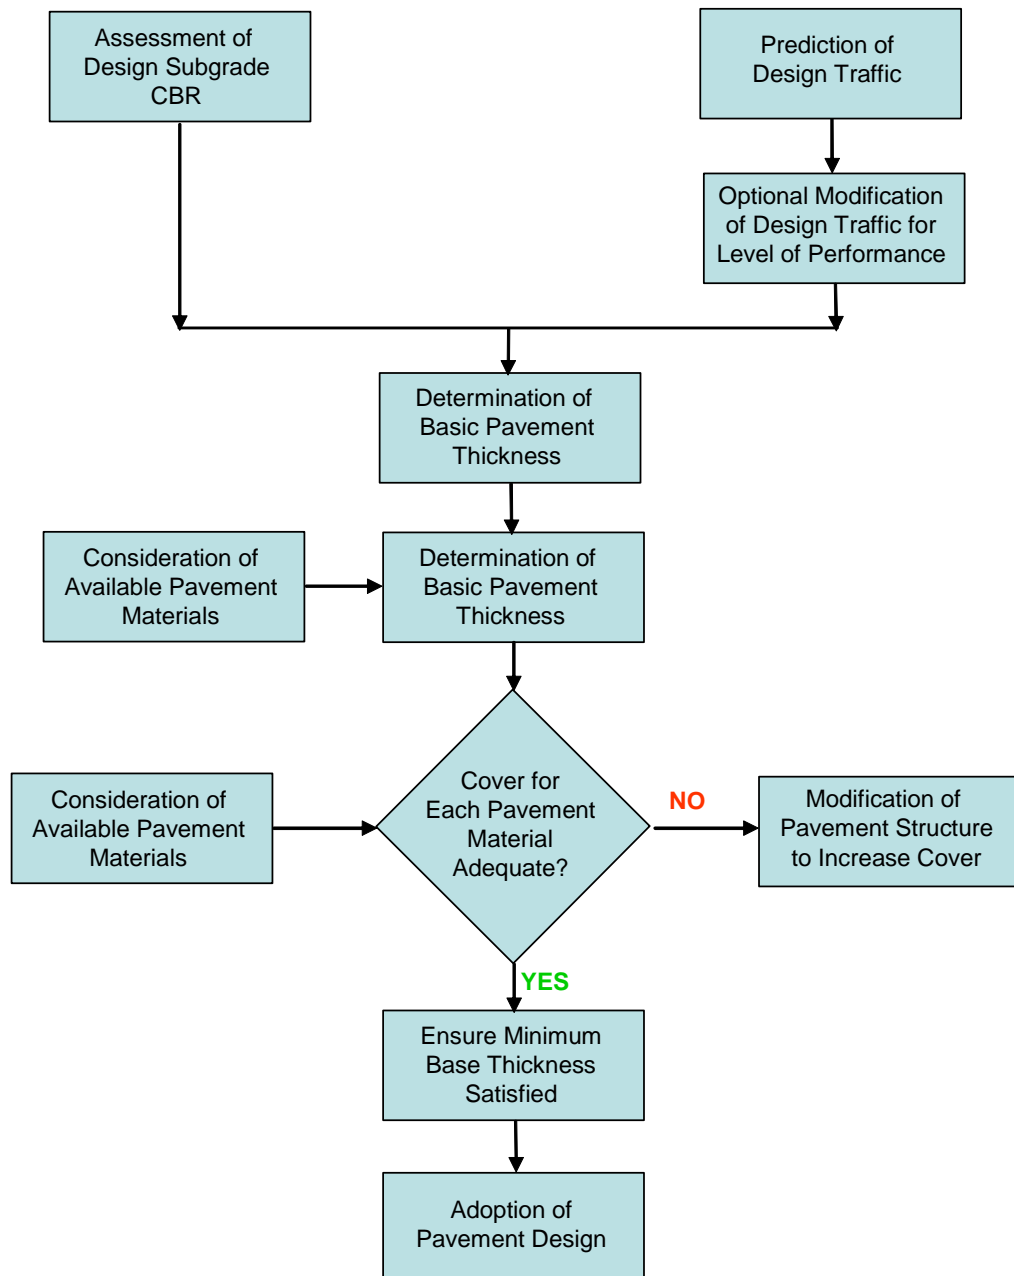 Assessment of
Design Subgrade
CBR
Prediction of
Design Traffic
Optional Modification
of Design Traffic for
Level of Performance
Determination of
Basic Pavement
Thickness
Consideration of
Available Pavement
Materials
Determination of
Basic Pavement
Thickness
Consideration of
Available Pavement
Materials
Cover for
Each Pavement
Material
Adequate?
NO
Modification of
Pavement Structure
to Increase Cover
YES
Ensure Minimum
Base Thickness
Satisfied
Adoption of
Pavement Design